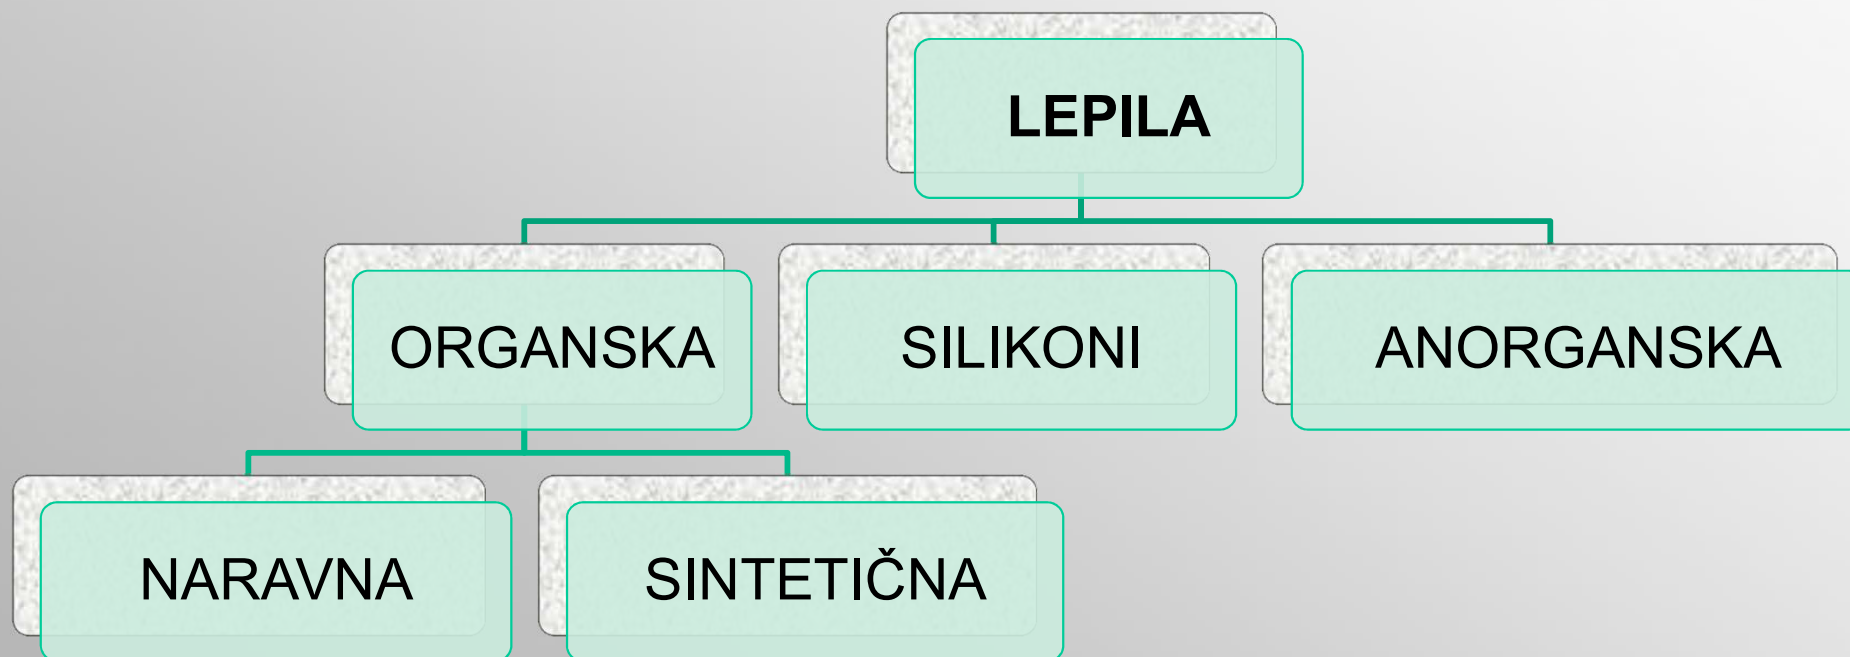 LEPILA
ORGANSKA
SILIKONI
ANORGANSKA
NARAVNA
SINTETIČNA